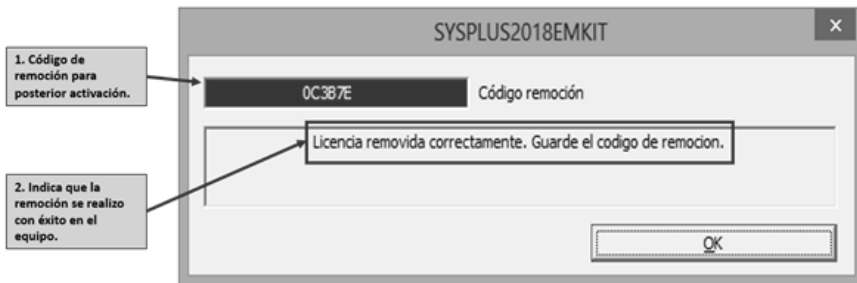 SYSPLUS2018EMKIT
x
1. Código de
remoción para
posterior activación.
0C3B7E
Código remoción
Licencia removida correctamente. Guarde el codigo de remocion.
2. Indica que la
remoción se realizo
con éxito en el
equipo.
OK